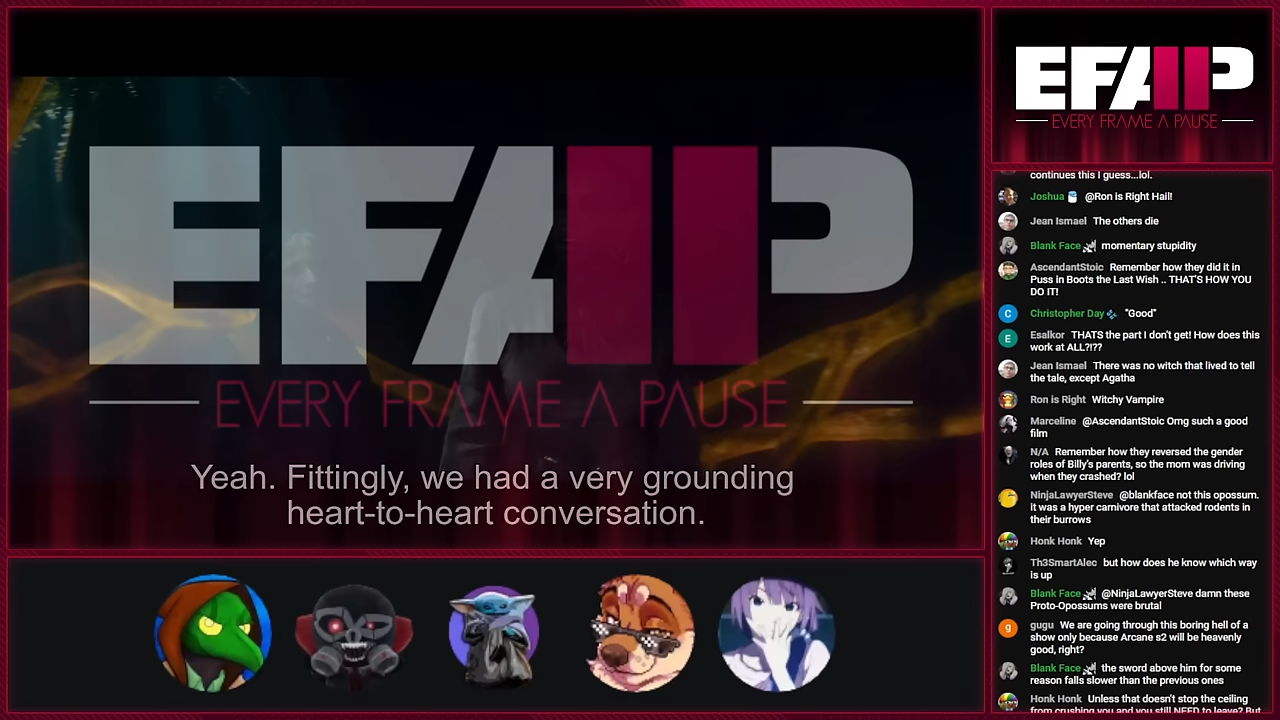 EFAP
EVERY FRAME A PAUSE
Yeah. Fittingly, we had a very grounding
heart-to-heart conversation.
EFAP
EVERY FRAME A PAUSE
continues this I guess...lol.
Joshua @Ron is Right Hail!
Jean Ismael The others die
Blank Face momentary stupidity
AscendantStoic Remember how they did it in
Puss in Boots the Last Wish .. THAT'S HOW YOU
DO IT!
C
Christopher Day "Good"
E
Esalkor THATS the part I don't get! How does this
work at ALL?!??
Jean Ismael There was no witch that lived to tell
the tale, except Agatha
Ron is Right Witchy Vampire
Marceline @AscendantStoic Omg such a good
film
N/A Remember how they reversed the gender
roles of Billy's parents, so the mom was driving
when they crashed? lol
NinjaLawyerSteve @blankface not this opossum.
it was a hyper carnivore that attacked rodents in
their burrows
Honk Honk Yep
Th3SmartAlec but how does he know which way
is up
Blank Face @NinjaLawyerSteve damn these
Proto-Opossums were brutal
g
gugu We are going through this boring hell of a
show only because Arcane s2 will be heavenly
good, right?
Blank Face the sword above him for some
reason falls slower than the previous ones
Honk Honk Unless that doesn't stop the ceiling
from crushing you and you still NEED to leave? But